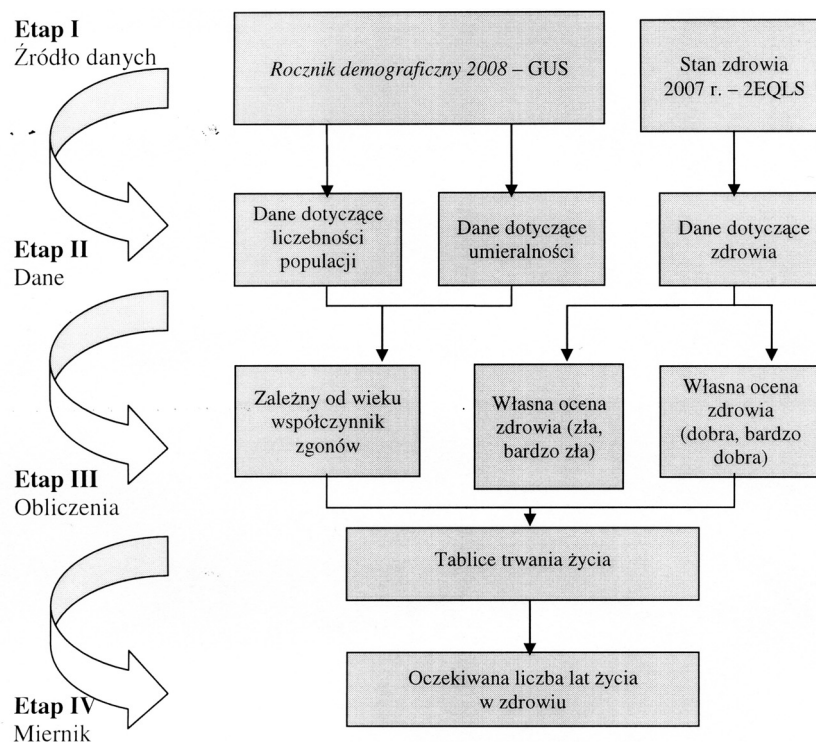 Etap I
Źródło danych
Rocznik demograficzny 2008 – GUS
Stan zdrowia
2007 r. – 2EQLS
Etap II
Dane
Dane dotyczące
liczebności
populacji
Dane dotyczące
umieralności
Dane dotyczące
zdrowia
Etap III
Obliczenia
Zależny od wieku
współczynnik
zgonów
Własna ocena
zdrowia (zła,
bardzo zła)
Własna ocena
zdrowia
(dobra, bardzo
dobra)
Tablice trwania życia
Etap IV
Miernik
Oczekiwana liczba lat życia
w zdrowiu